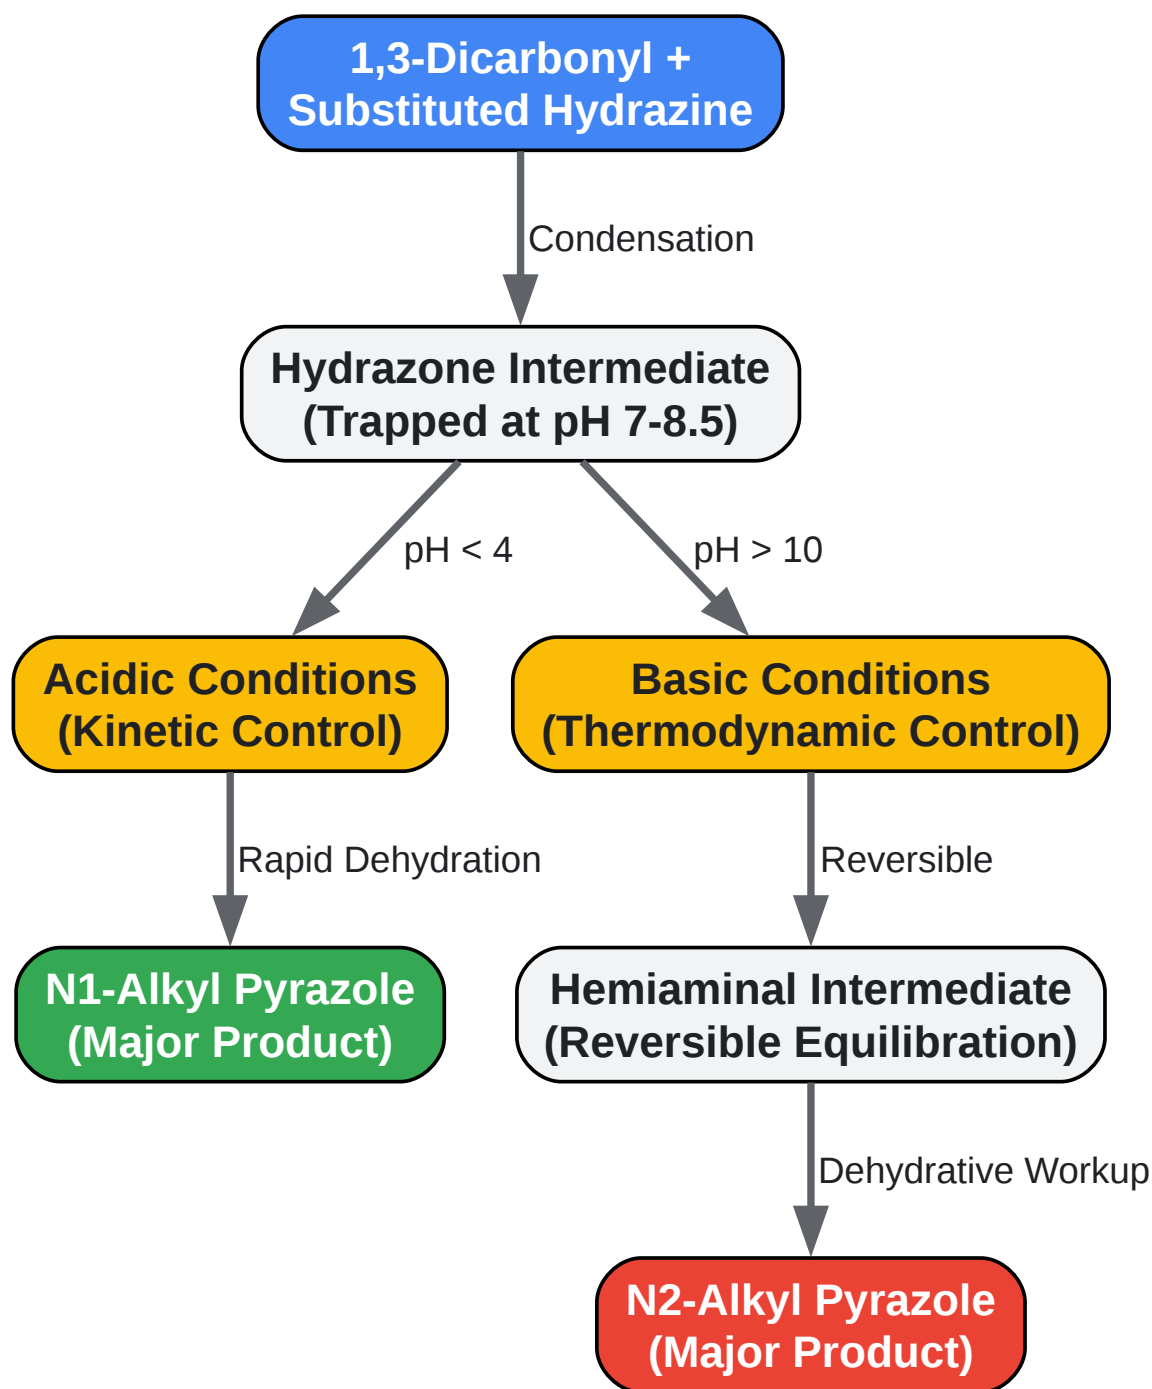 1,3-Dicarbonyl +
Substituted Hydrazine
Condensation
Hydrazone Intermediate
(Trapped at pH 7-8.5)
pH < 4
pH > 10
Acidic Conditions
(Kinetic Control)
Basic Conditions
(Thermodynamic Control)
Rapid Dehydration
Reversible
N1-Alkyl Pyrazole
(Major Product)
Hemiaminal Intermediate
(Reversible Equilibration)
Dehydrative Workup
N2-Alkyl Pyrazole
(Major Product)